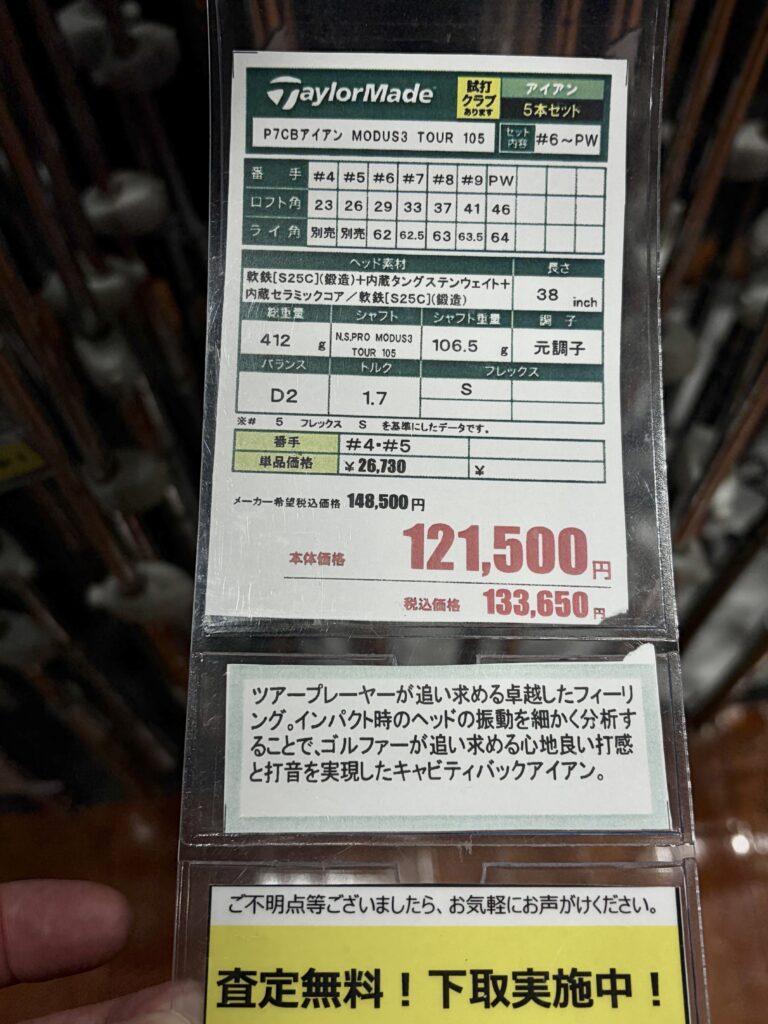 TaylorMade 試打クラブあります アイアン 5本セット
P7CBアイアン MODUS3 TOUR 105 セット内容 #6〜PW
番手 #4 #5 #6 #7 #8 #9 PW
ロフト角 23 26 29 33 37 41 46
ライ角 別売 別売 62 62.5 63 63.5 64
ヘッド素材 長さ
軟鉄[S25C](鍛造)+内蔵タングステンウェイト+
内蔵セラミックコア/軟鉄[S25C](鍛造) 38 inch
総重量 シャフト シャフト重量 調子
412 g N.S.PRO MODUS3 TOUR 105 106.5 g 元調子
バランス トルク フレックス
D2 1.7 S
※# 5 フレックス S を基準にしたデータです。
番手 #4・#5
単品価格 ¥26,730 ¥
メーカー希望税込価格 148,500円
本体価格 121,500円
税込価格 133,650円
ツアープレーヤーが追い求める卓越したフィーリ
ング。インパクト時のヘッドの振動を細かく分析す
ることで、ゴルファーが追い求める心地良い打感
と打音を実現したキャビティバックアイアン。
ご不明点等ございましたら、お気軽にお声がけください。
査定無料!下取実施中!